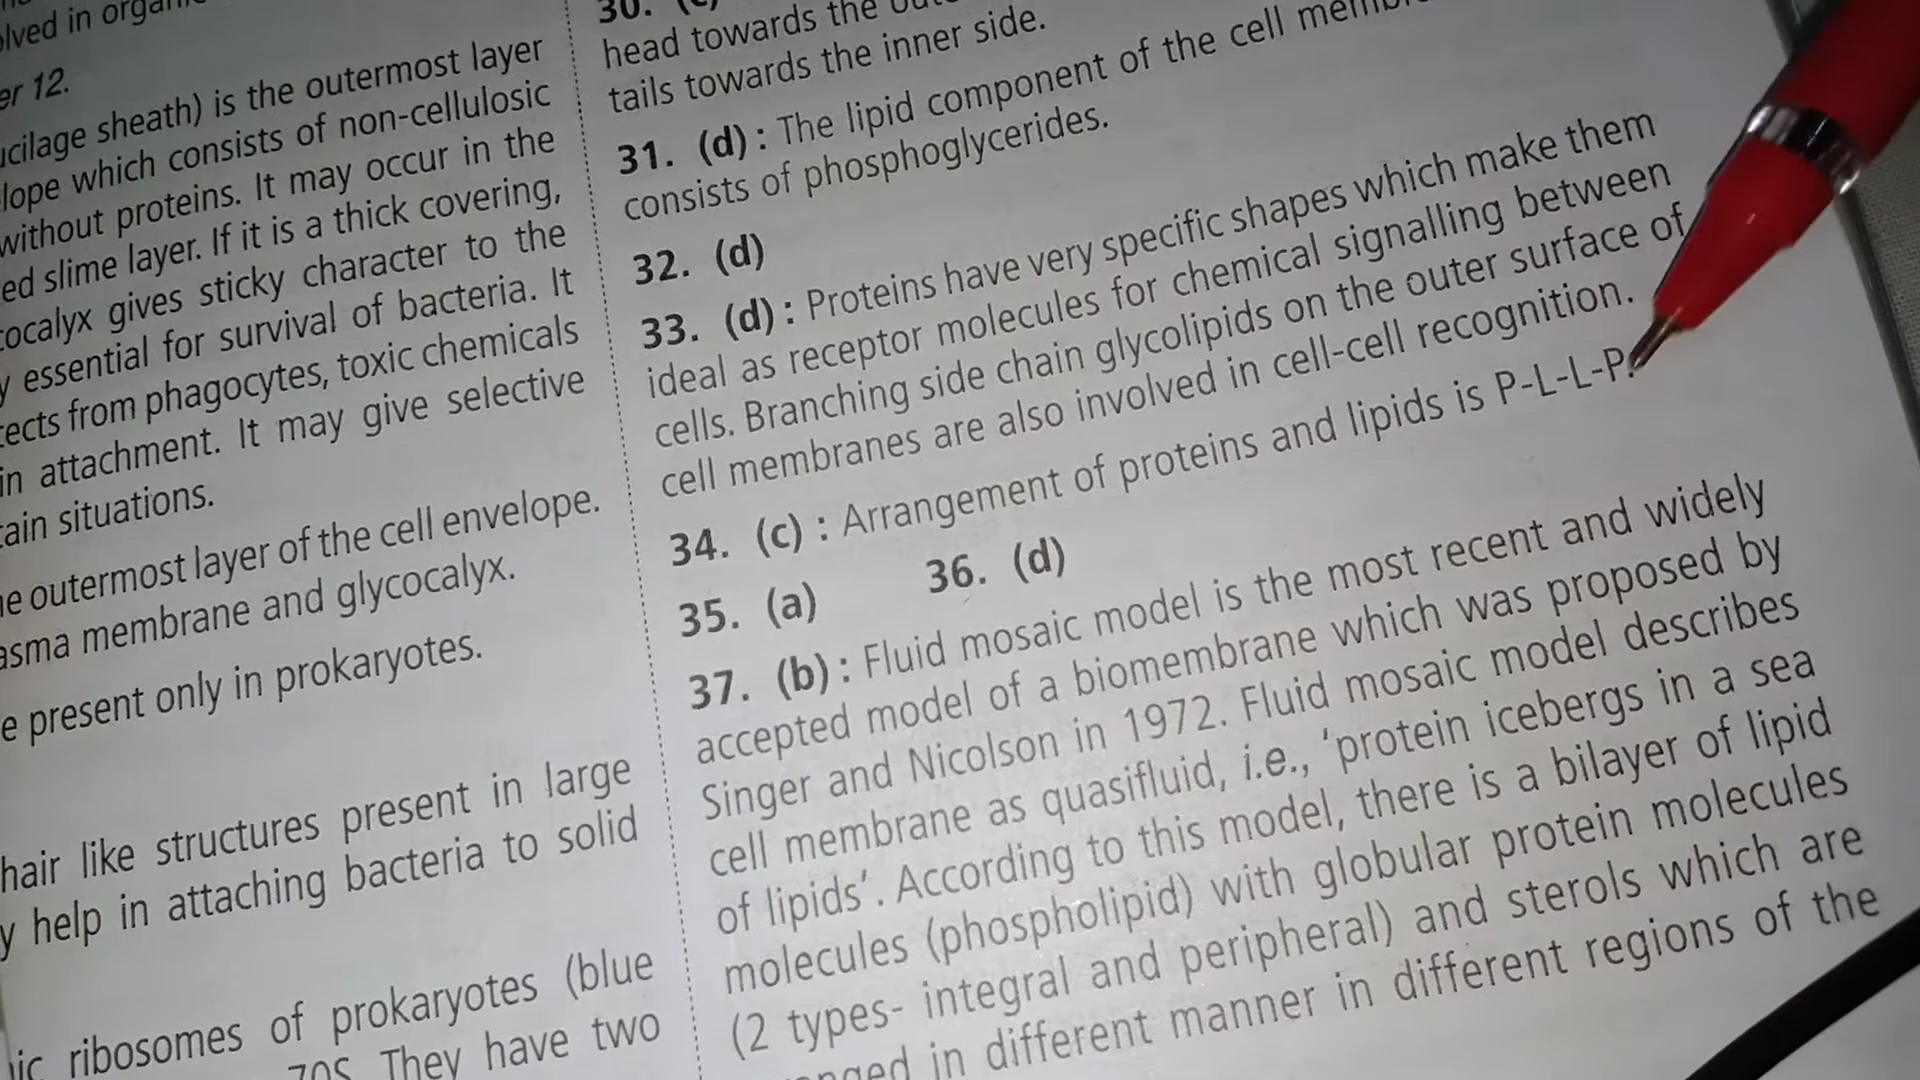 er 12.
ucilage sheath) is the outermost layer
lope which consists of non-cellulosic
without proteins. It may occur in the
ed slime layer. If it is a thick covering,
ocalyx gives sticky character to the
y essential for survival of bacteria. It
tects from phagocytes, toxic chemicals
in attachment. It may give selective
tain situations.
e outermost layer of the cell envelope.
asma membrane and glycocalyx.
e present only in prokaryotes.
hair like structures present in large
y help in attaching bacteria to solid
ic ribosomes of prokaryotes (blue
70S. They have two
30.
head towards the
tails towards the inner side.
31. (d) : The lipid component of the cell
consists of phosphoglycerides.
32. (d)
33. (d) : Proteins have very specific shapes which make them
ideal as receptor molecules for chemical signalling between
cells. Branching side chain glycolipids on the outer surface of
cell membranes are also involved in cell-cell recognition.
34. (c) : Arrangement of proteins and lipids is P-L-L-P.
35. (a) 36. (d)
37. (b) : Fluid mosaic model is the most recent and widely
accepted model of a biomembrane which was proposed by
Singer and Nicolson in 1972. Fluid mosaic model describes
cell membrane as quasifluid, i.e., 'protein icebergs in a sea
of lipids'. According to this model, there is a bilayer of lipid
molecules (phospholipid) with globular protein molecules
(2 types- integral and peripheral) and sterols which are
in different manner in different regions of the